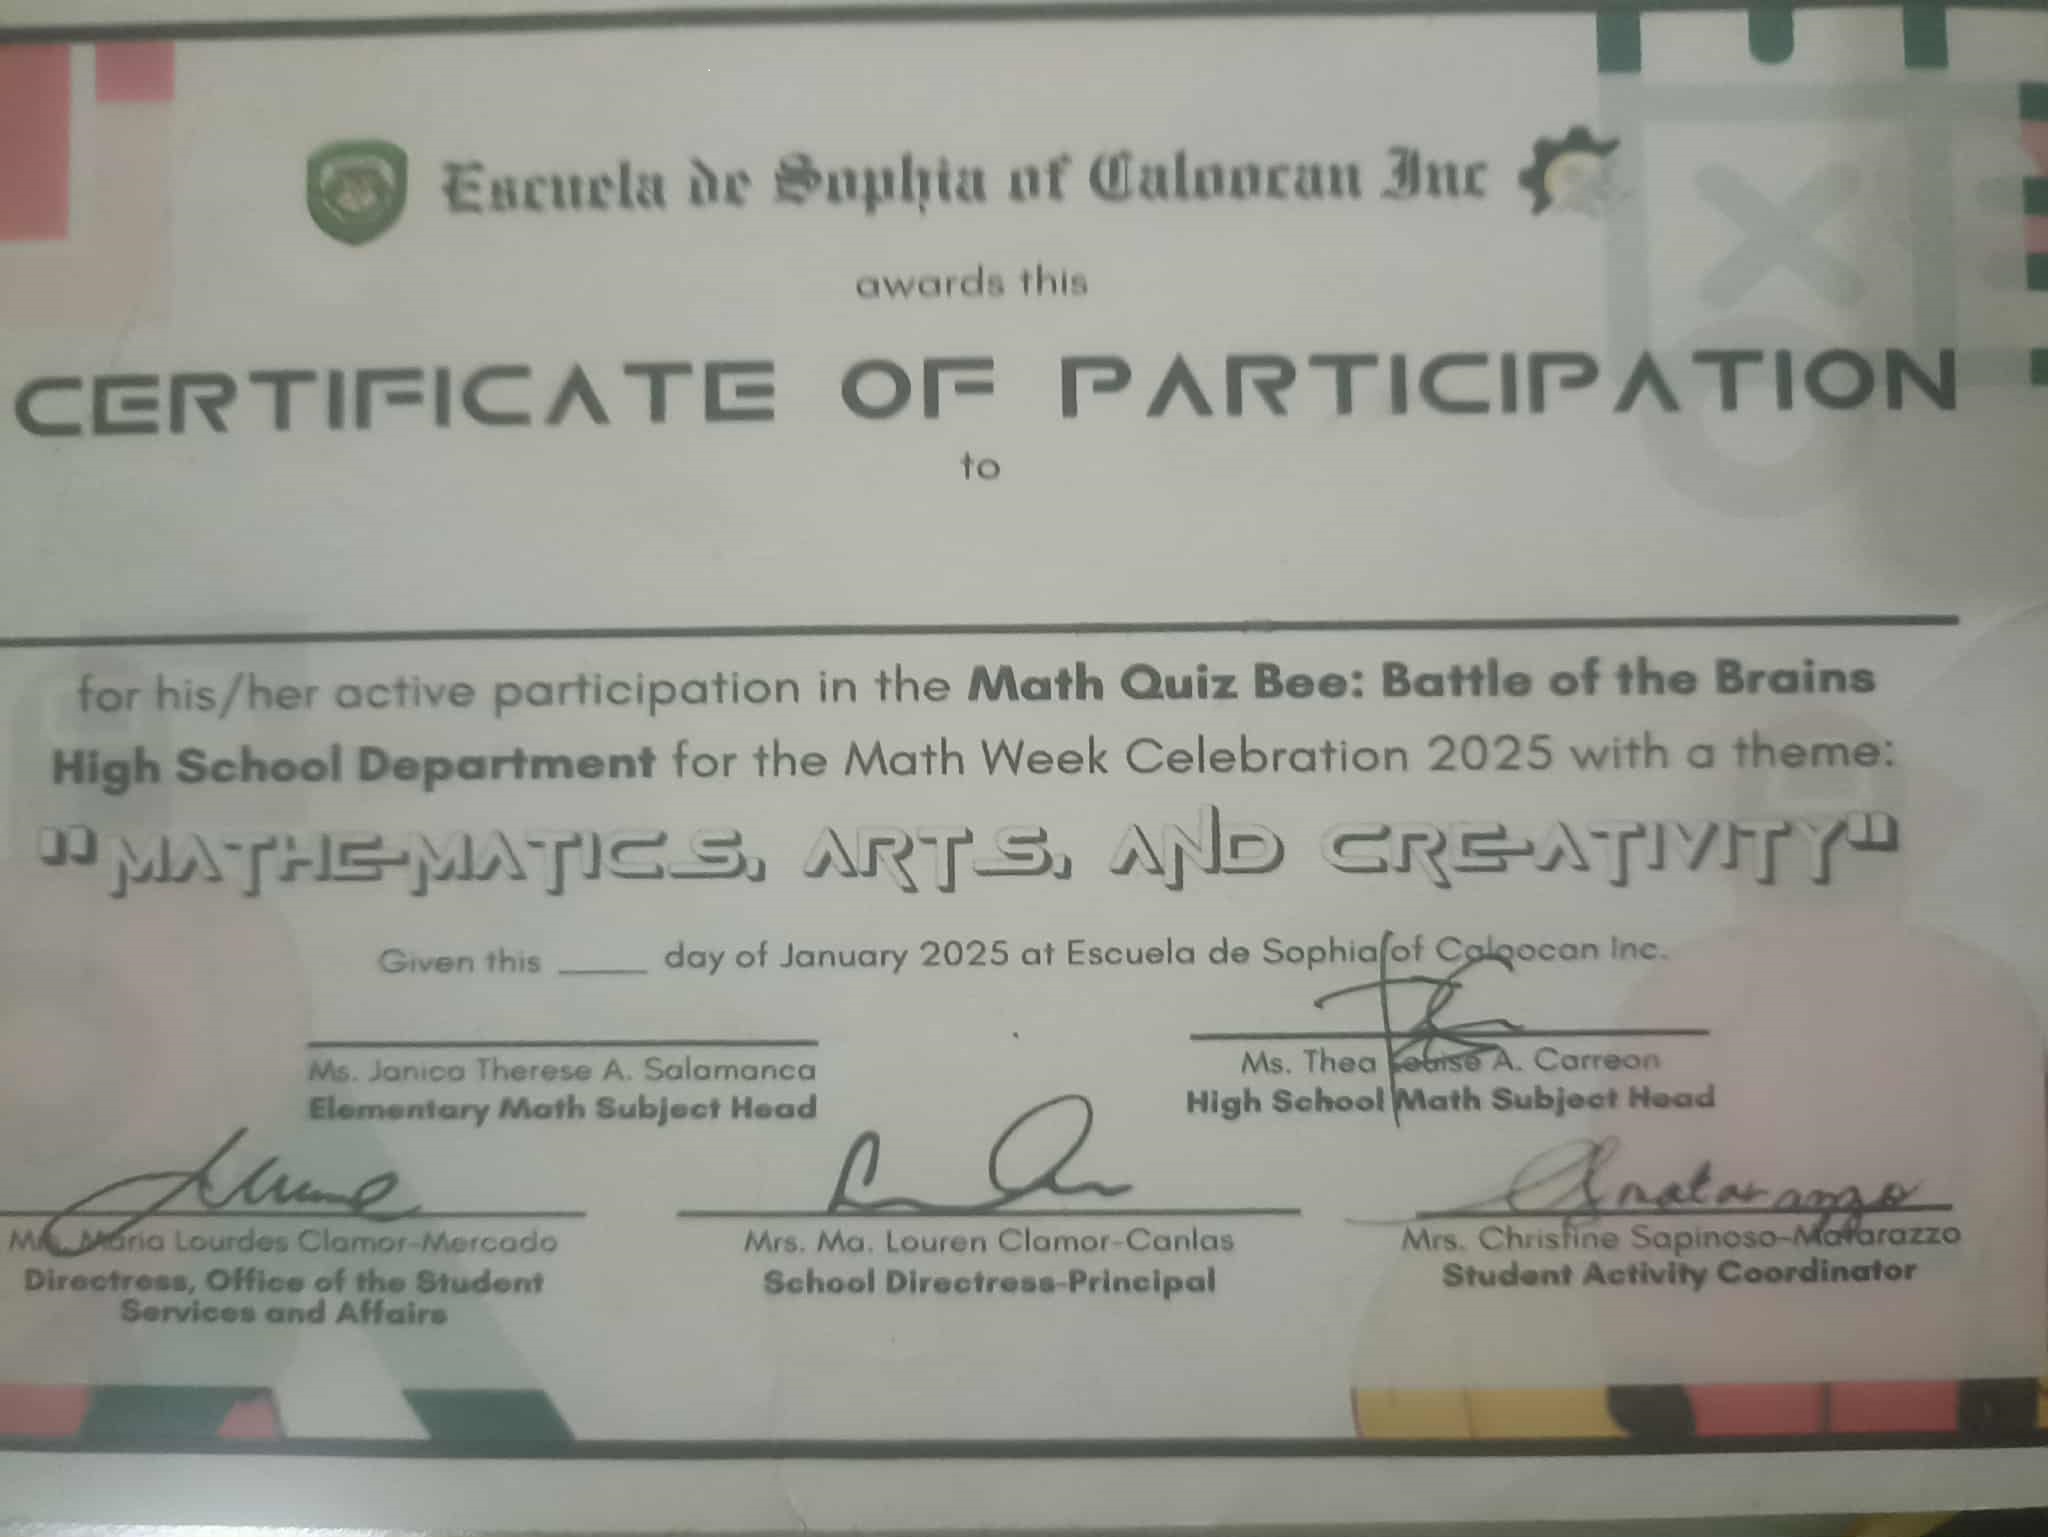 Escuela de Sophia of Caloocan Inc
awards this
CERTIFICATE OF PARTICIPATION
to
for his/her active participation in the Math Quiz Bee: Battle of the Brains
High School Department for the Math Week Celebration 2025 with a theme:
"MATHE-MATICS, ARTS, AND CRE-ATIVITY"
Given this _____ day of January 2025 at Escuela de Sophia of Caloocan Inc.
Ms. Janica Therese A. Salamanca
Elementary Math Subject Head
Ms. Thea Louise A. Carreon
High School Math Subject Head
Maria Lourdes Clamor-Mercado
Directress, Office of the Student
Services and Affairs
Mrs. Ma. Louren Clamor-Canlas
School Directress-Principal
Mrs. Christine Sapinoso-Matarazzo
Student Activity Coordinator